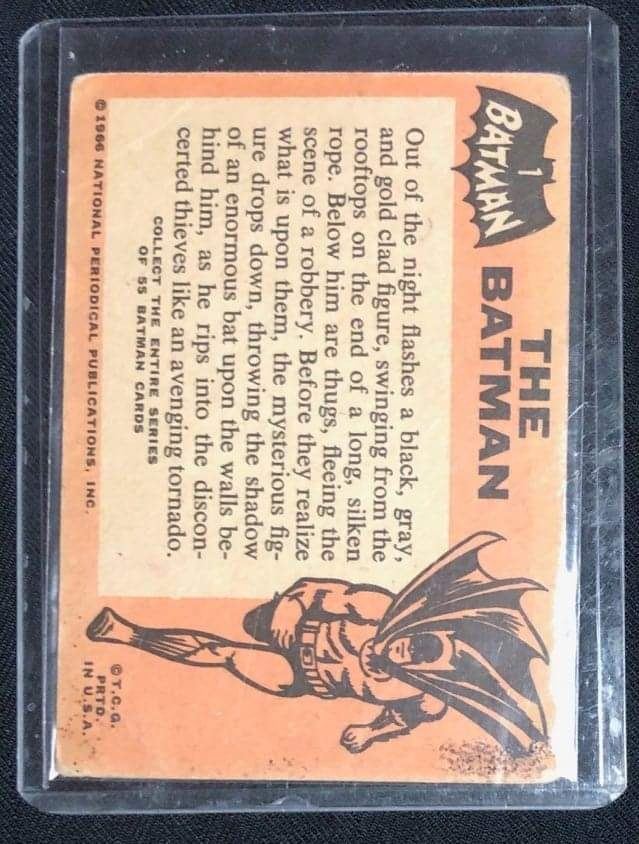 1
BATMAN
THE
BATMAN
Out of the night flashes a black, gray,
and gold clad figure, swinging from the
rooftops on the end of a long, silken
rope. Below him are thugs, fleeing the
scene of a robbery. Before they realize
what is upon them, the mysterious fig-
ure drops down, throwing the shadow
of an enormous bat upon the walls be-
hind him, as he rips into the discon-
certed thieves like an avenging tornado.
COLLECT THE ENTIRE SERIES
OF 55 BATMAN CARDS
© 1966 NATIONAL PERIODICAL PUBLICATIONS, INC.
© T.C.G.
PRTD.
IN U.S.A.